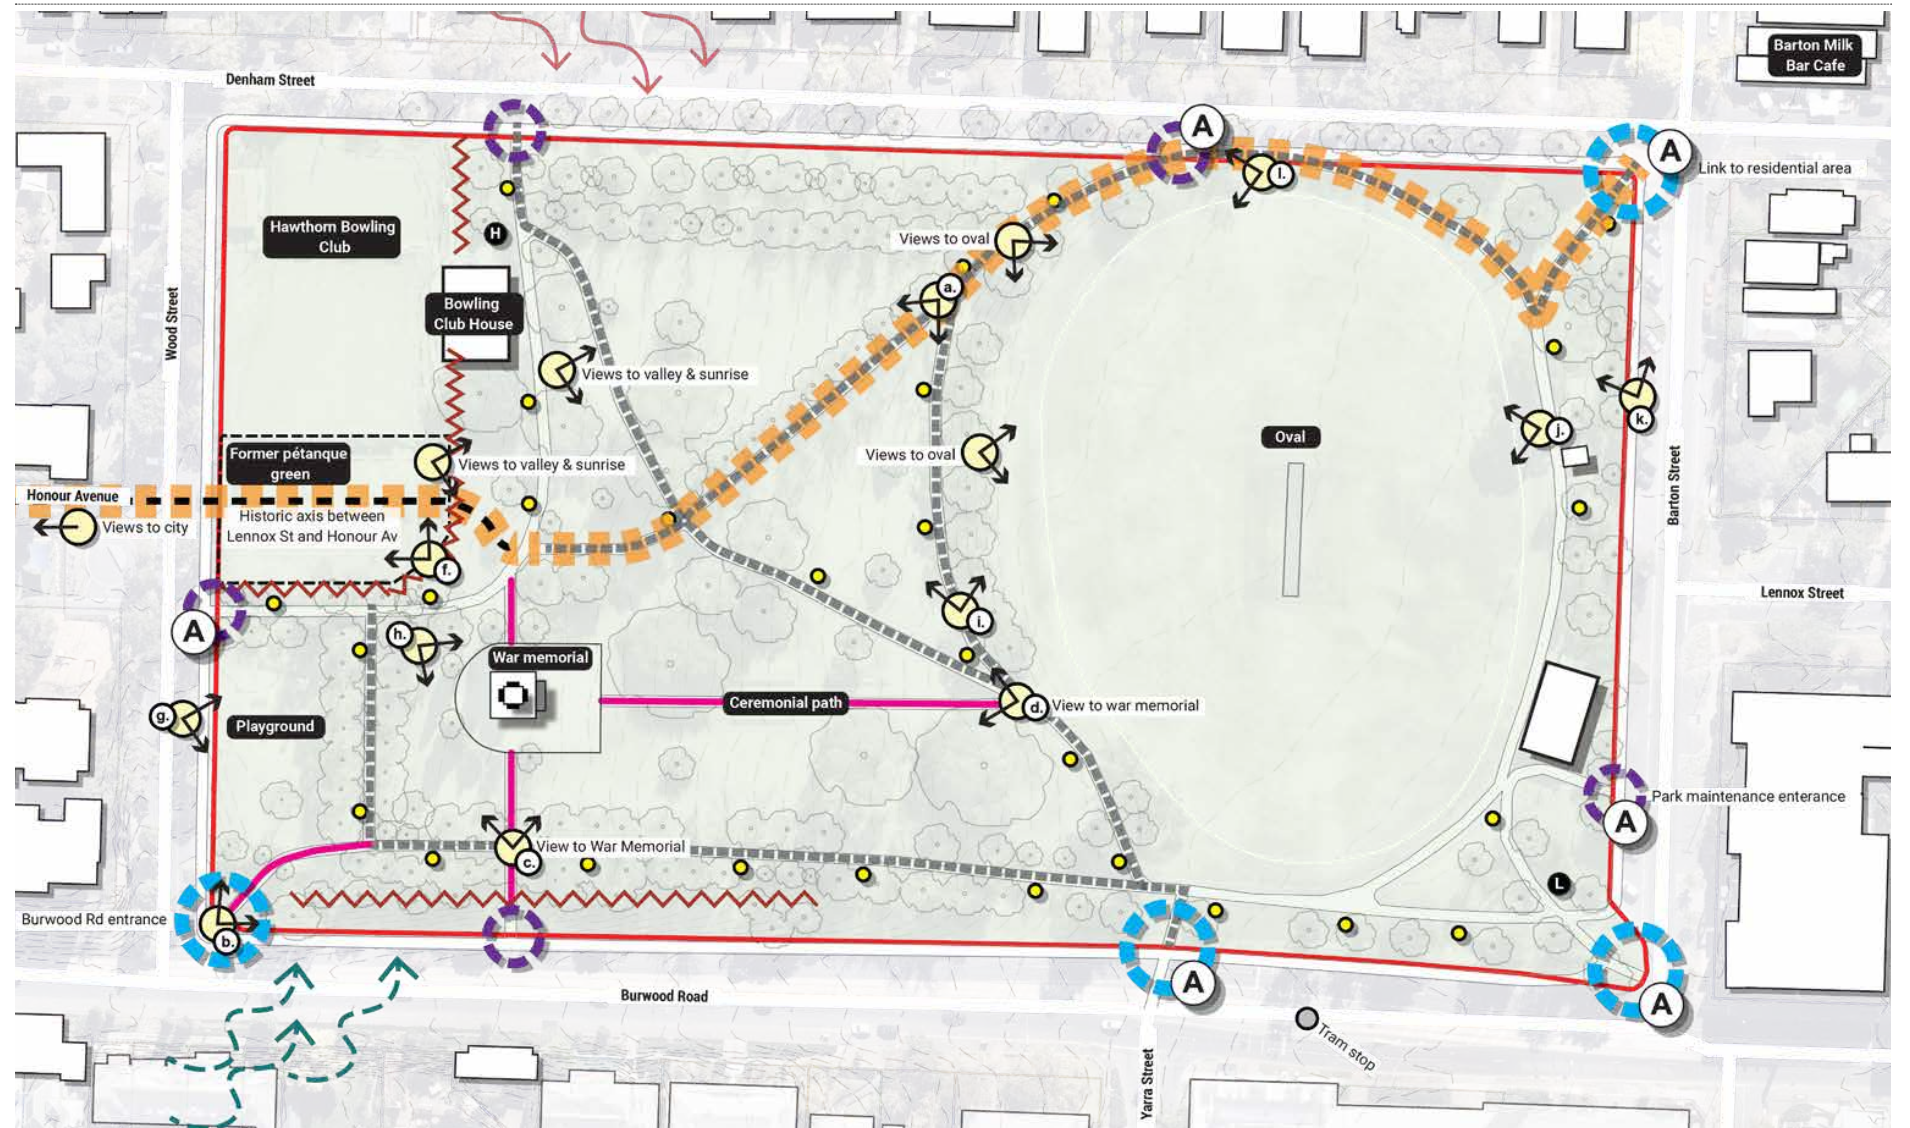 Denham Street
Barton Milk
Bar Cafe
A
A
Link to residential area
l.
Hawthorn Bowling
Club
H
Views to oval
a.
Bowling
Club House
Wood Street
Views to valley & sunrise
k.
j.
Oval
Former pétanque
green
Views to valley & sunrise
Views to oval
Barton Street
Honour Avenue
Views to city
Historic axis between
Lennox St and Honour Av
f.
Lennox Street
A
h.
i.
War memorial
Ceremonial path
d.
View to war memorial
g.
Playground
Park maintenance enterance
A
View to War Memorial
c.
L
Burwood Rd entrance
b.
A
A
Burwood Road
Tram stop
Yarra Street